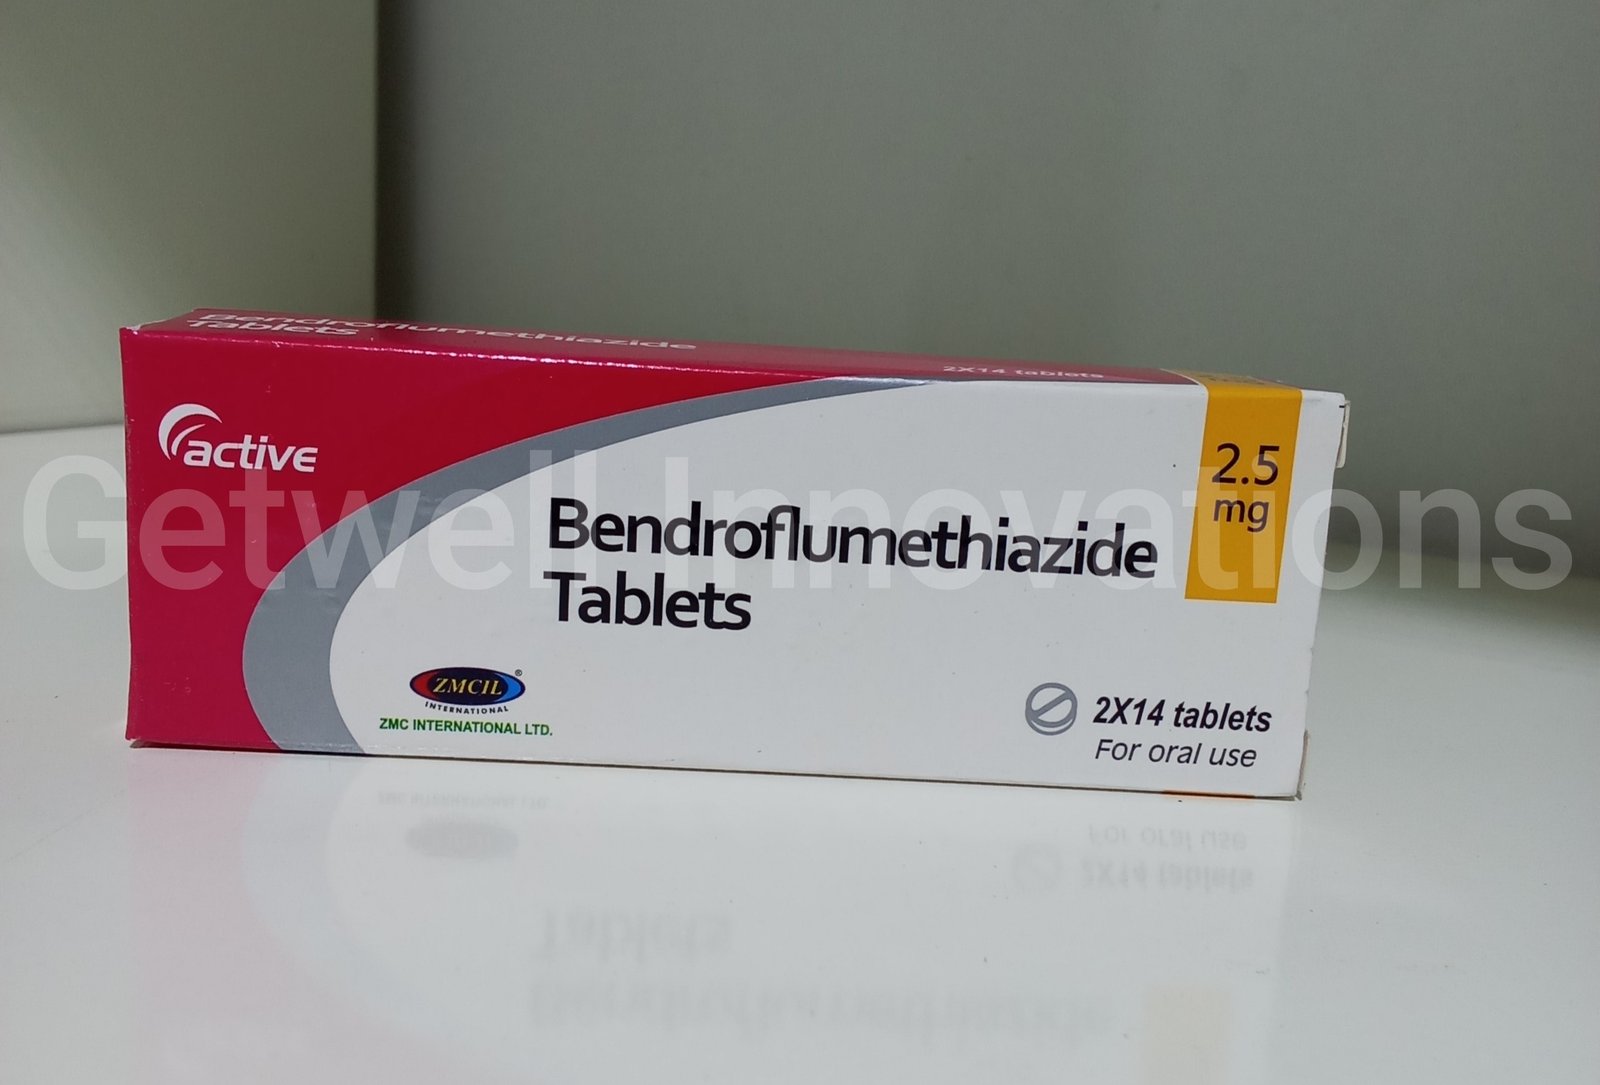 Bendroflumethiazide
Tablets
2X14 tablets
active
2.5
mg
Getwell Innovations
Bendroflumethiazide
Tablets
ZMCIL®
INTERNATIONAL
ZMC INTERNATIONAL LTD.
2X14 tablets
For oral use